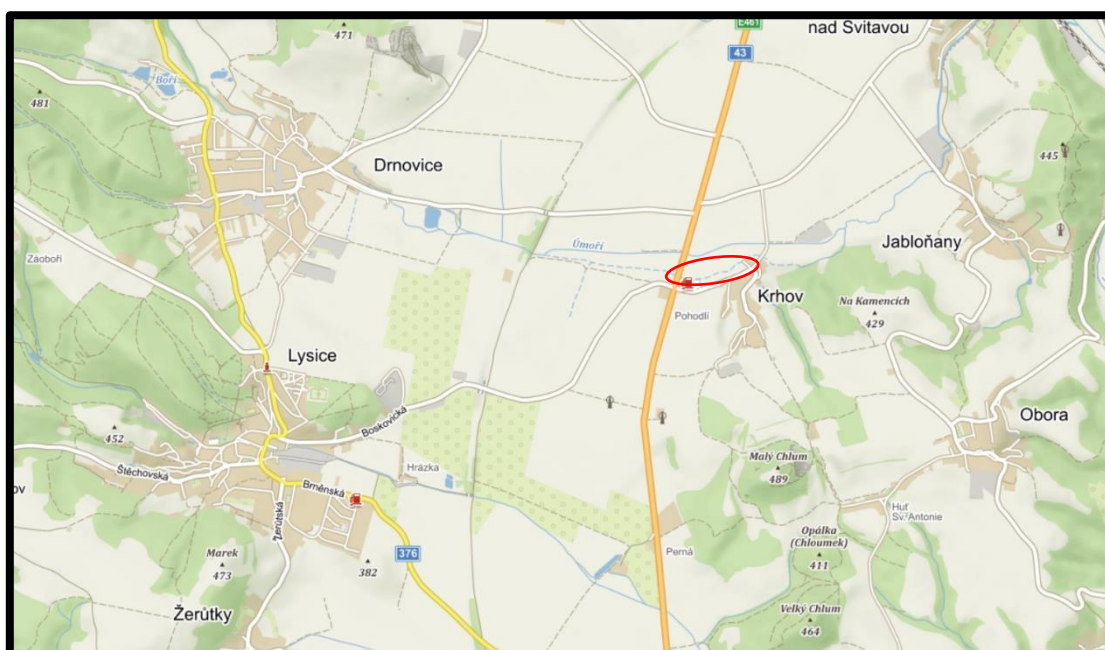 E461
nad Svitavou
43
471
Boří
481
445
Drnovice
Úmoří
Jabloňany
Záoboří
Krhov
Na Kamencích
429
Pohodlí
Lysice
Boskovická
Obora
452
Štěchovská
Malý Chlum
489
ov
Hrázka
Brněnská
Huť
Sv. Antonie
Žerůtská
Opálka
(Chloumek)
411
Marek
473
376
382
Perná
Velký Chlum
464
Žerůtky